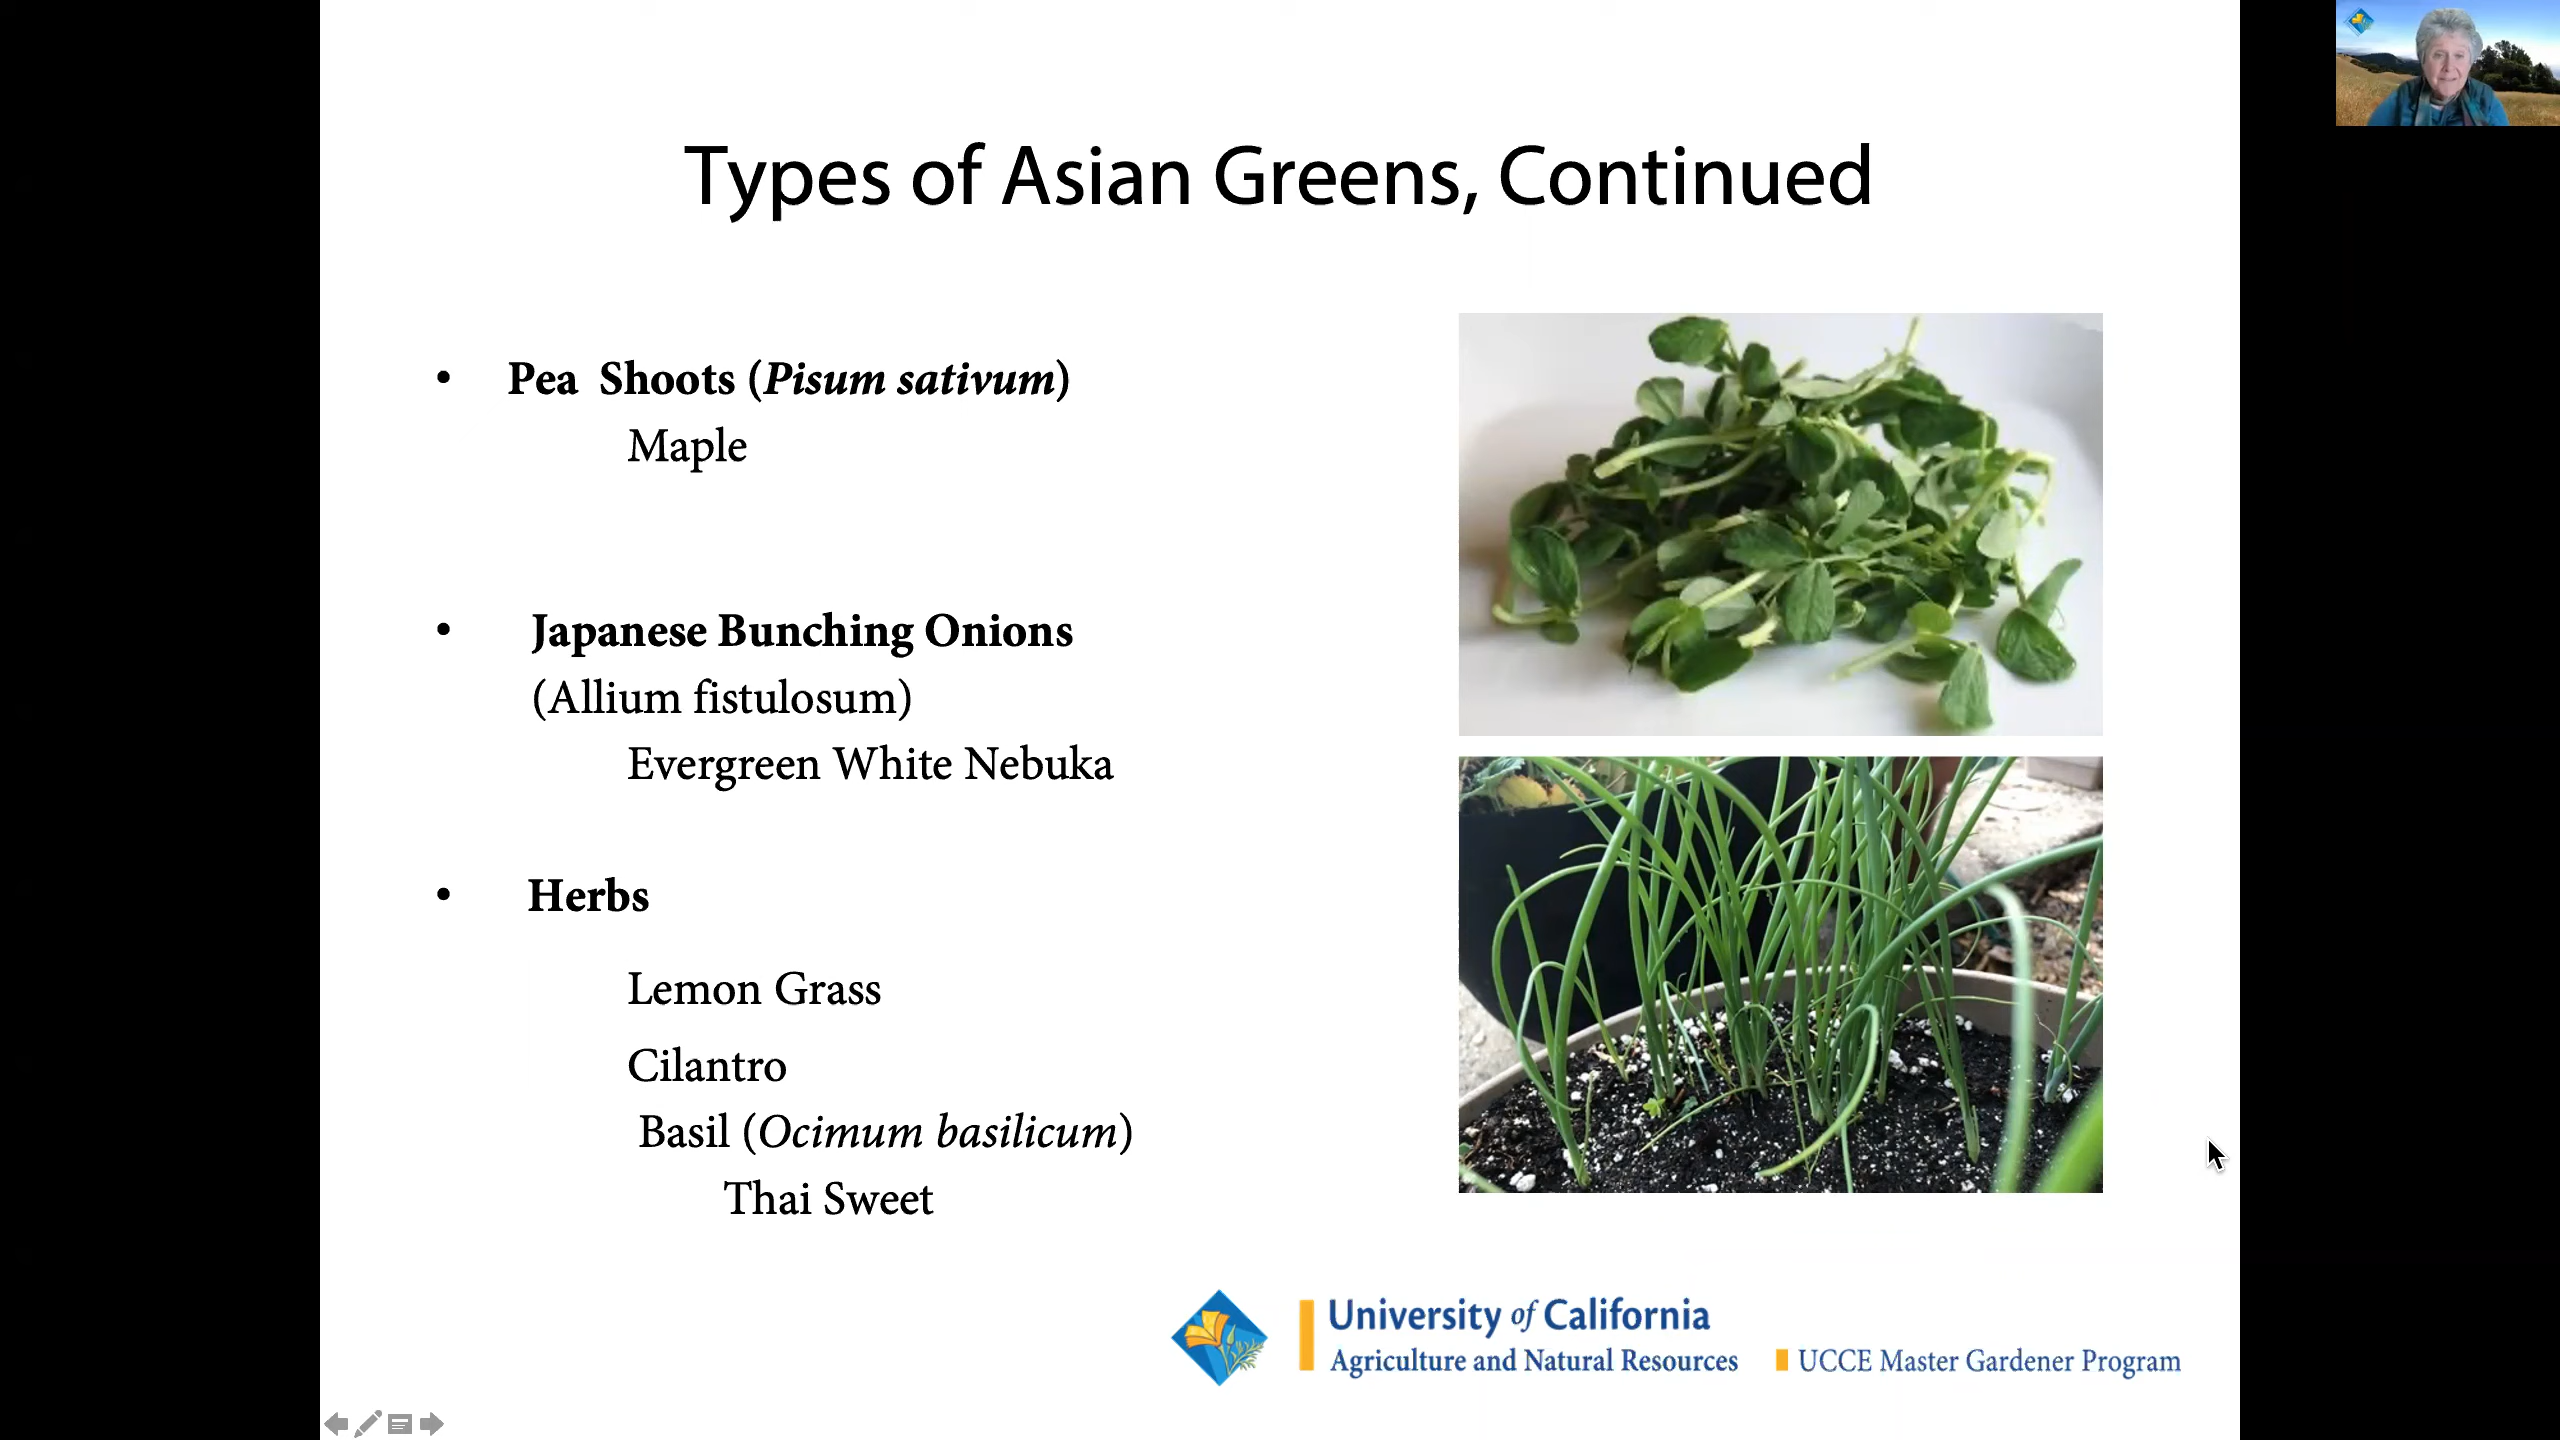 Types of Asian Greens, Continued
• Pea Shoots (Pisum sativum)
Maple
• Japanese Bunching Onions
(Allium fistulosum)
Evergreen White Nebuka
• Herbs
Lemon Grass
Cilantro
Basil (Ocimum basilicum)
Thai Sweet
University of California
Agriculture and Natural Resources
UCCE Master Gardener Program